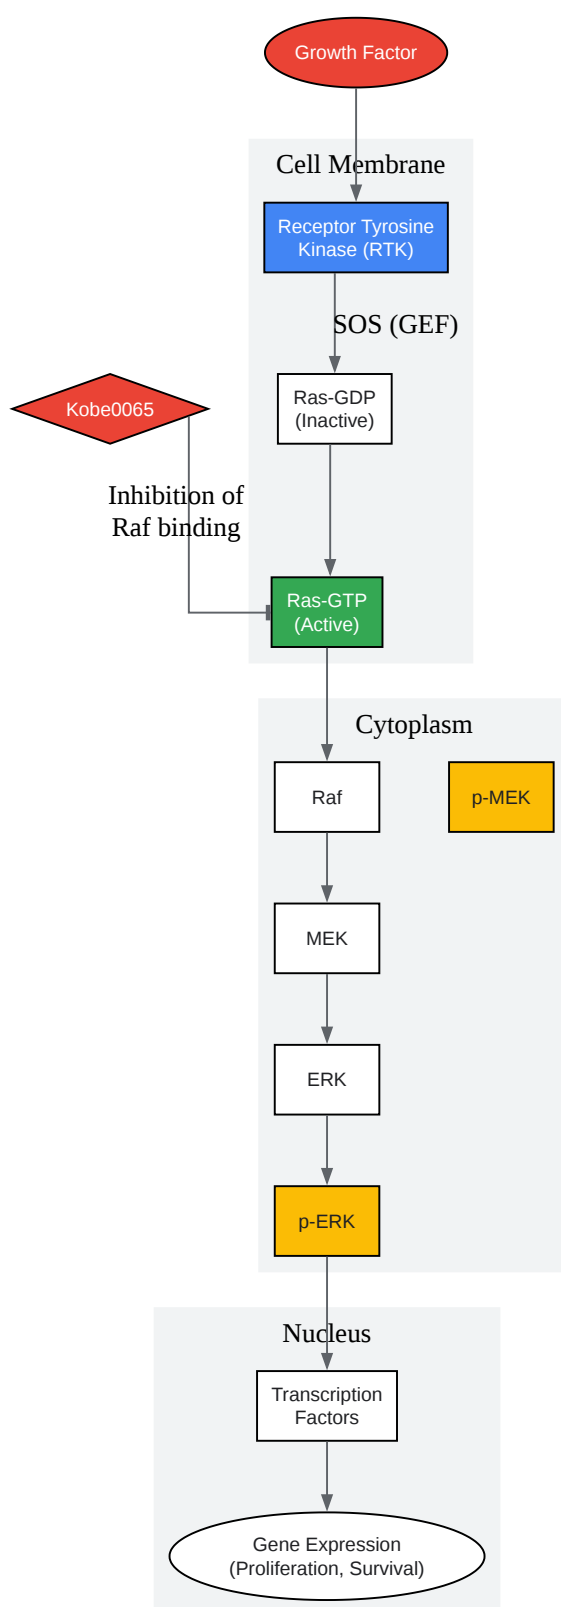 Growth Factor
Cell Membrane
Receptor Tyrosine
Kinase (RTK)
SOS (GEF)
Ras-GDP
(Inactive)
Kobe0065
Inhibition of
Raf binding
Ras-GTP
(Active)
Cytoplasm
Raf
p-MEK
MEK
ERK
p-ERK
Nucleus
Transcription
Factors
Gene Expression
(Proliferation, Survival)